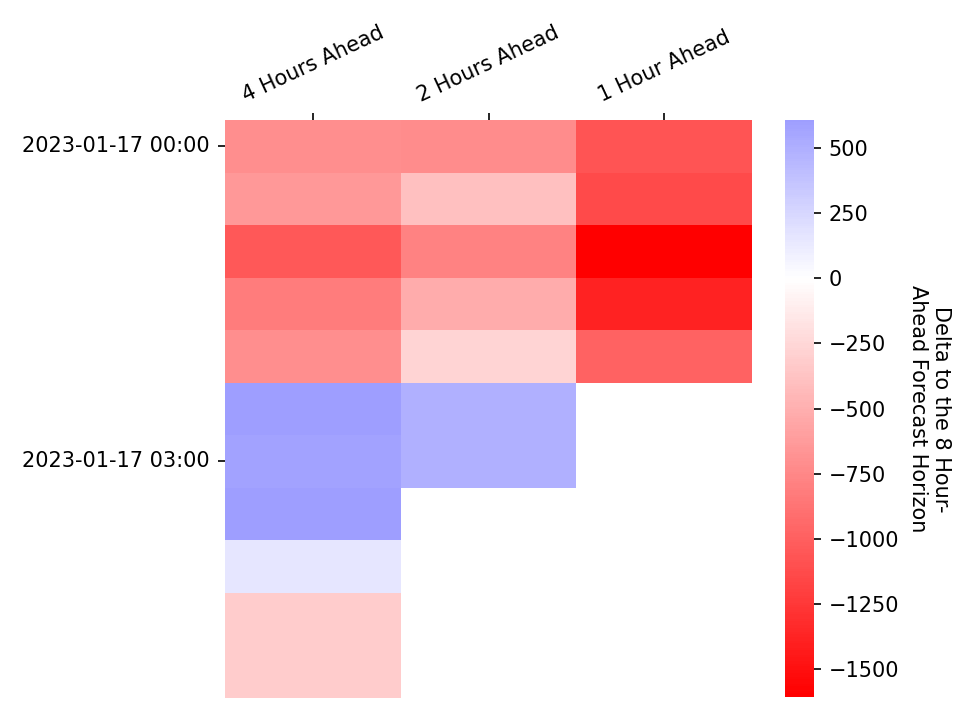 4 Hours Ahead
2 Hours Ahead
1 Hour Ahead
2023-01-17 00:00
2023-01-17 03:00
500
250
0
−250
−500
−750
−1000
−1250
−1500
Delta to the 8 Hour-
Ahead Forecast Horizon